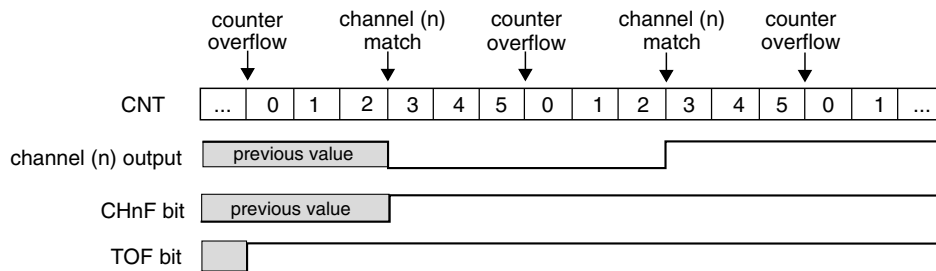 counter overflow
channel (n) match
counter overflow
channel (n) match
counter overflow
CNT ... 0 1 2 3 4 5 0 1 2 3 4 5 0 1 ...
channel (n) output previous value
CHnF bit previous value
TOF bit